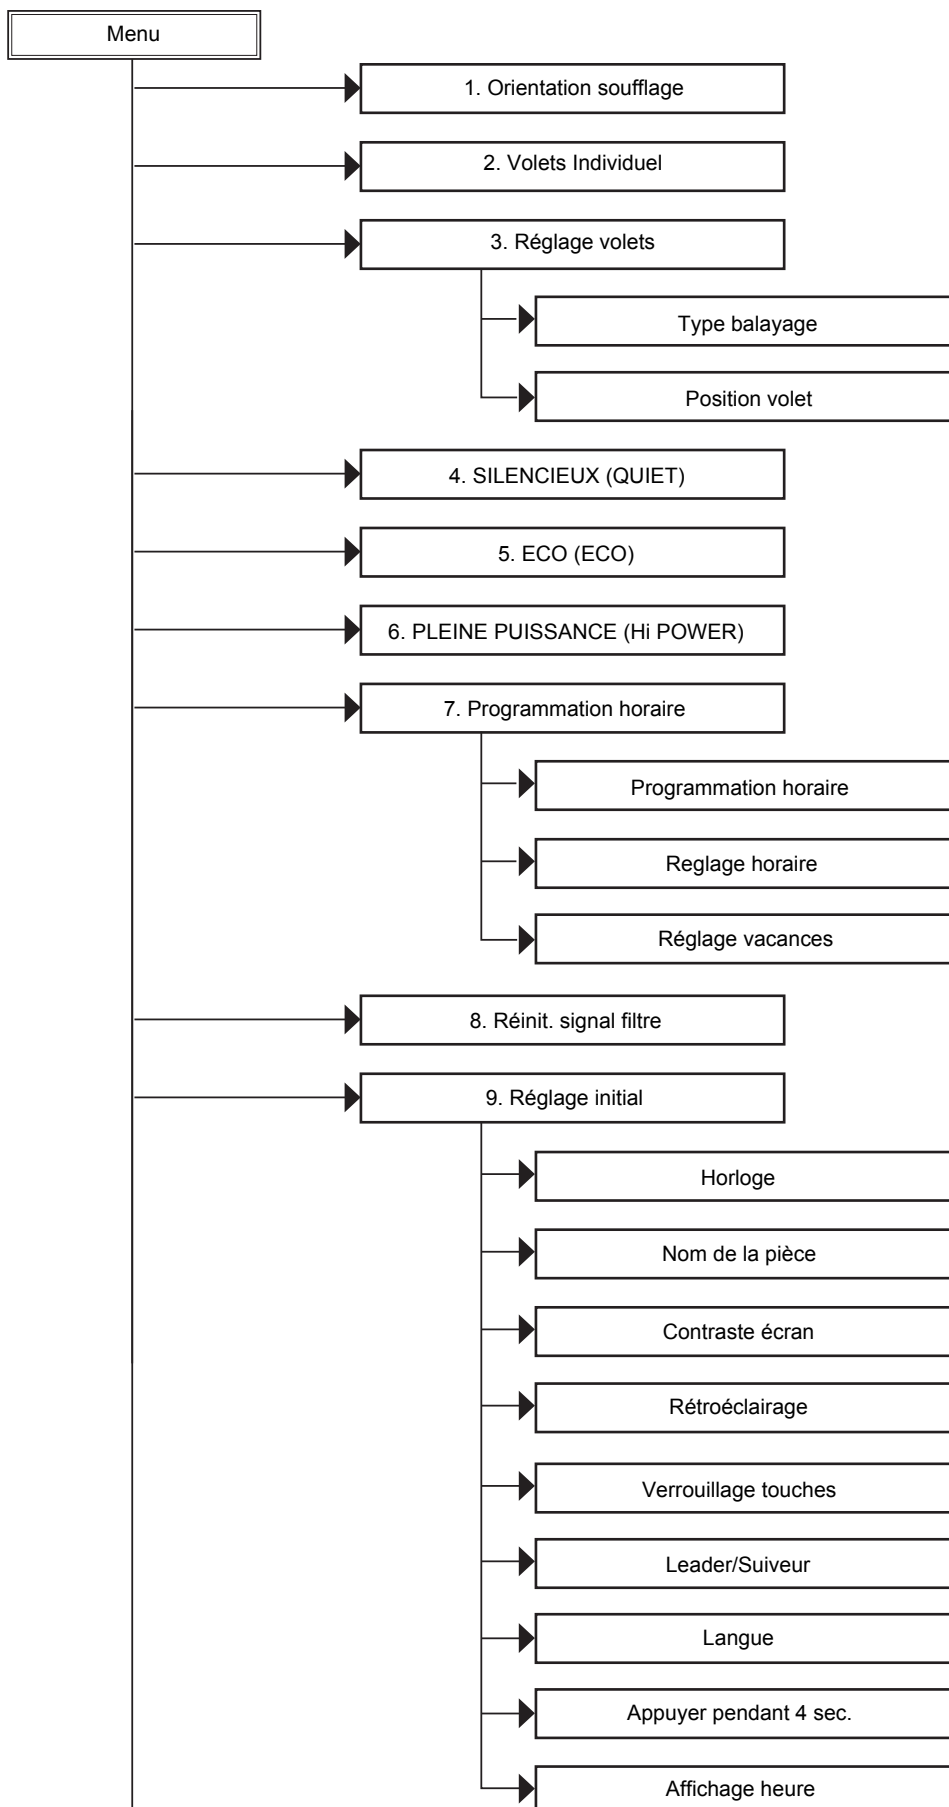 Menu
1. Orientation soufflage
2. Volets Individuel
3. Réglage volets
Type balayage
Position volet
4. SILENCIEUX (QUIET)
5. ECO (ECO)
6. PLEINE PUISSANCE (Hi POWER)
7. Programmation horaire
Programmation horaire
Reglage horaire
Réglage vacances
8. Réinit. signal filtre
9. Réglage initial
Horloge
Nom de la pièce
Contraste écran
Rétroéclairage
Verrouillage touches
Leader/Suiveur
Langue
Appuyer pendant 4 sec.
Affichage heure